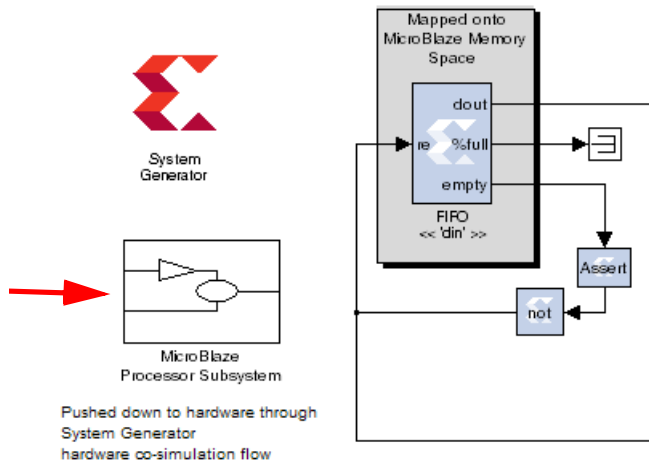 System
Generator
MicroBlaze
Processor Subsystem
Pushed down to hardware through
System Generator
hardware co-simulation flow
Mapped onto
MicroBlaze Memory
Space
dout
re
%full
empty
FIFO
<< 'din' >>
Assert
not